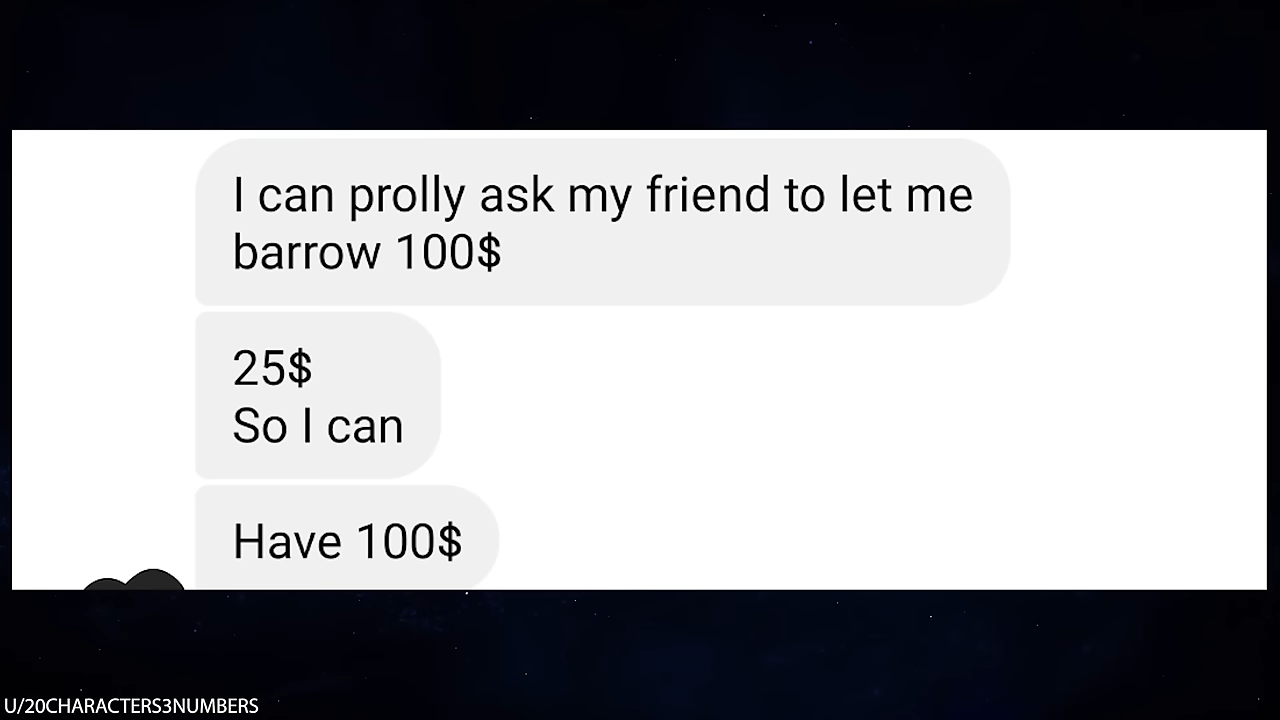 I can prolly ask my friend to let me
barrow 100$
25$
So I can
Have 100$
U/20CHARACTERS3NUMBERS